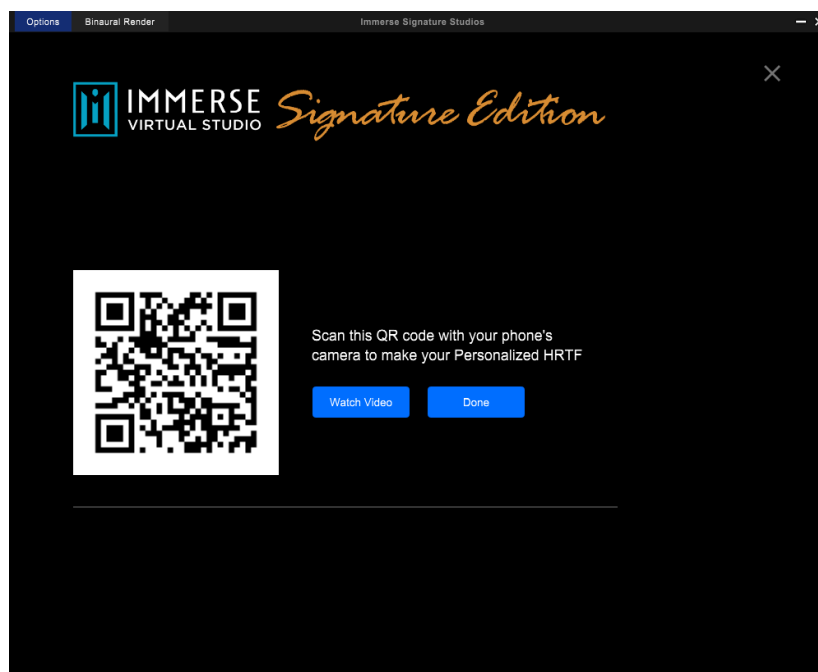 Options Binaural Render Immerse Signature Studios
IMMERSE Signature Edition
VIRTUAL STUDIO
Scan this QR code with your phone's
camera to make your Personalized HRTF
Watch Video Done